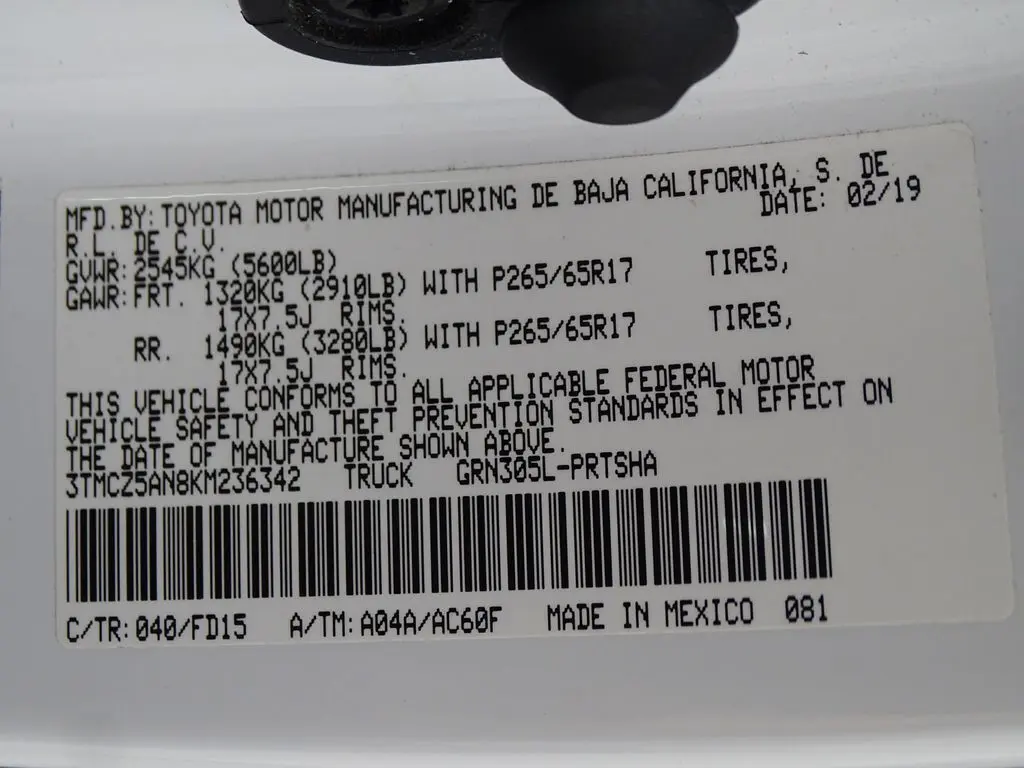 MFD.BY: TOYOTA MOTOR MANUFACTURING DE BAJA CALIFORNIA, S. DE
R.L. DE C.V. DATE: 02/19
GVWR: 2545KG (5600LB)
GAWR: FRT. 1320KG (2910LB) WITH P265/65R17 TIRES,
17X7.5J RIMS.
RR. 1490KG (3280LB) WITH P265/65R17 TIRES,
17X7.5J RIMS.
THIS VEHICLE CONFORMS TO ALL APPLICABLE FEDERAL MOTOR
VEHICLE SAFETY AND THEFT PREVENTION STANDARDS IN EFFECT ON
THE DATE OF MANUFACTURE SHOWN ABOVE.
3TMCZ5AN8KM236342 TRUCK GRN305L-PRTSHA
C/TR: 040/FD15 A/TM: A04A/AC60F MADE IN MEXICO 081